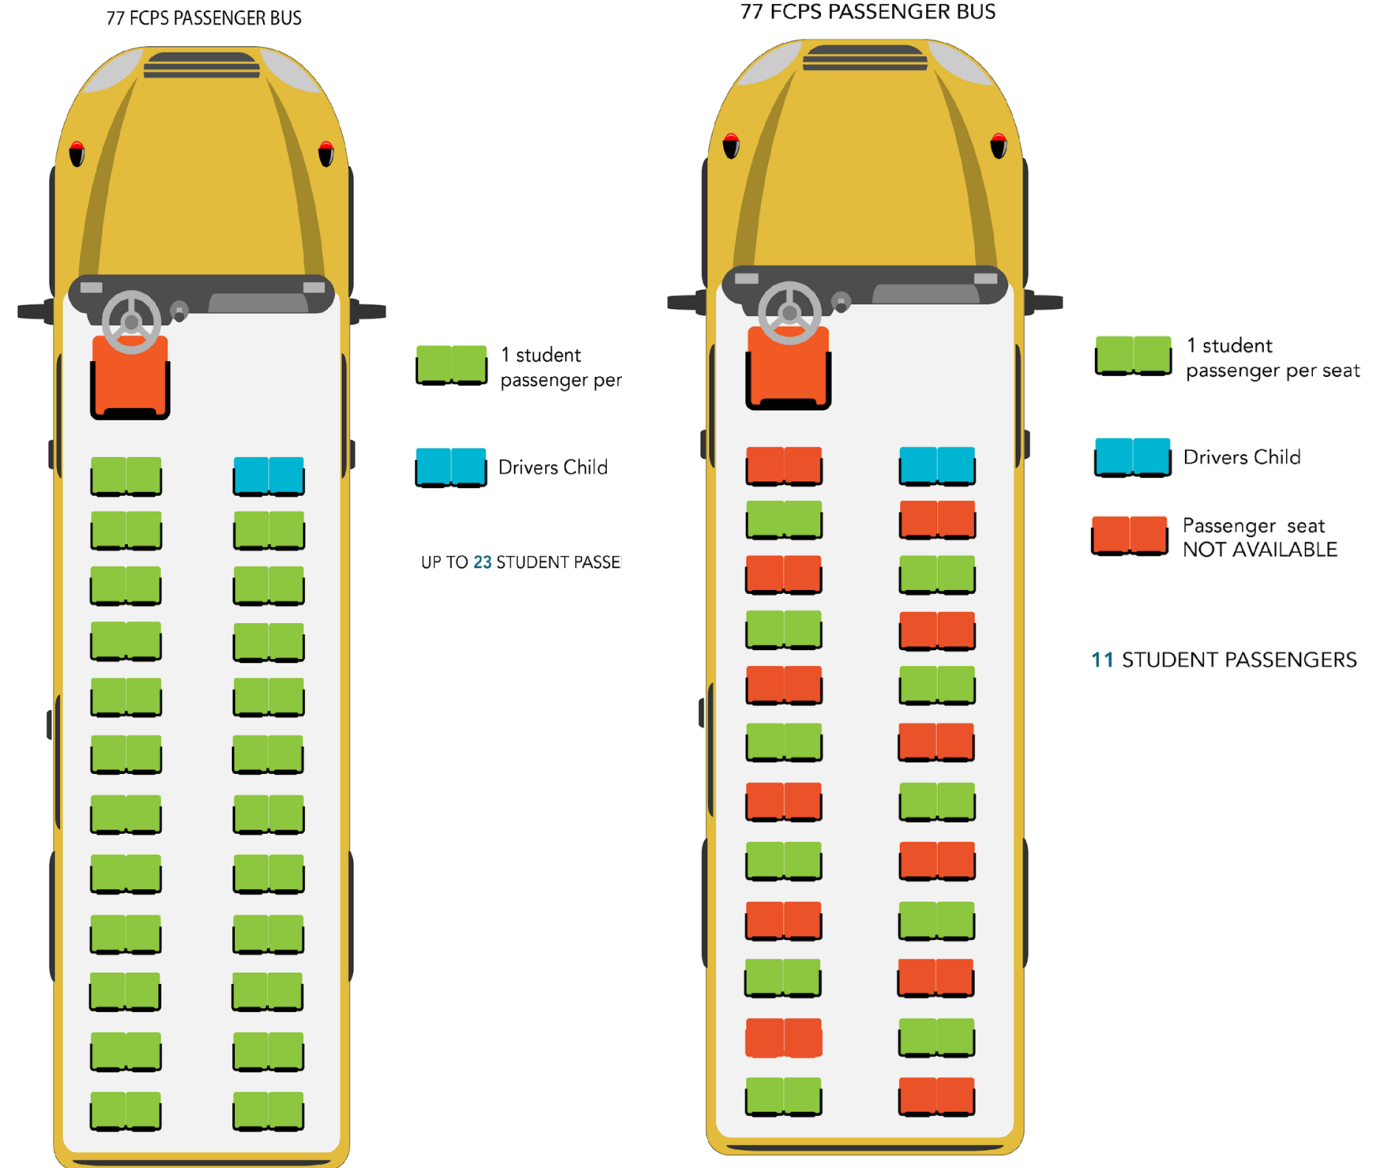 77 FCPS PASSENGER BUS
1 student
passenger per
Drivers Child
UP TO 23 STUDENT PASSE
77 FCPS PASSENGER BUS
1 student
passenger per seat
Drivers Child
Passenger seat
NOT AVAILABLE
11 STUDENT PASSENGERS